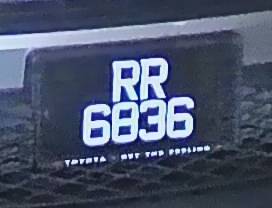 RR
6836
TOYOTA - GET THE FEELING